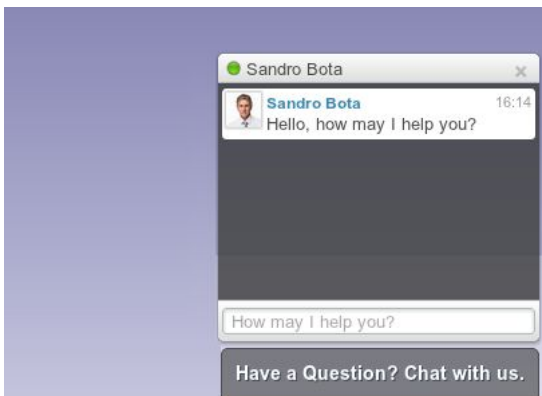 Sandro Bota
Sandro Bota 16:14
Hello, how may I help you?
How may I help you?
Have a Question? Chat with us.